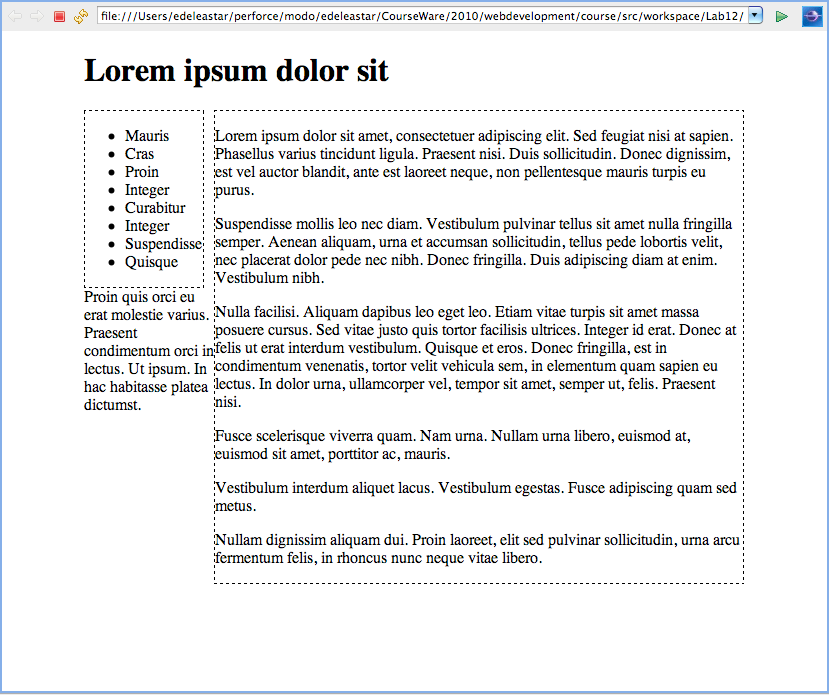 file:///Users/edeleastar/perforce/modo/edeleastar/CourseWare/2010/webdevelopment/course/src/workspace/Lab12/
Lorem ipsum dolor sit
Mauris
Cras
Proin
Integer
Curabitur
Integer
Suspendisse
Quisque
Proin quis orci eu
erat molestie varius.
Praesent
condimentum orci in
lectus. Ut ipsum. In
hac habitasse platea
dictumst.
Lorem ipsum dolor sit amet, consectetuer adipiscing elit. Sed feugiat nisi at sapien.
Phasellus varius tincidunt ligula. Praesent nisi. Duis sollicitudin. Donec dignissim,
est vel auctor blandit, ante est laoreet neque, non pellentesque mauris turpis eu
purus.
Suspendisse mollis leo nec diam. Vestibulum pulvinar tellus sit amet nulla fringilla
semper. Aenean aliquam, urna et accumsan sollicitudin, tellus pede lobortis velit,
nec placerat dolor pede nec nibh. Donec fringilla. Duis adipiscing diam at enim.
Vestibulum nibh.
Nulla facilisi. Aliquam dapibus leo eget leo. Etiam vitae turpis sit amet massa
posuere cursus. Sed vitae justo quis tortor facilisis ultrices. Integer id erat. Donec at
felis ut erat interdum vestibulum. Quisque et eros. Donec fringilla, est in
condimentum venenatis, tortor velit vehicula sem, in elementum quam sapien eu
lectus. In dolor urna, ullamcorper vel, tempor sit amet, semper ut, felis. Praesent
nisi.
Fusce scelerisque viverra quam. Nam urna. Nullam urna libero, euismod at,
euismod sit amet, porttitor ac, mauris.
Vestibulum interdum aliquet lacus. Vestibulum egestas. Fusce adipiscing quam sed
metus.
Nullam dignissim aliquam dui. Proin laoreet, elit sed pulvinar sollicitudin, urna arcu
fermentum felis, in rhoncus nunc neque vitae libero.